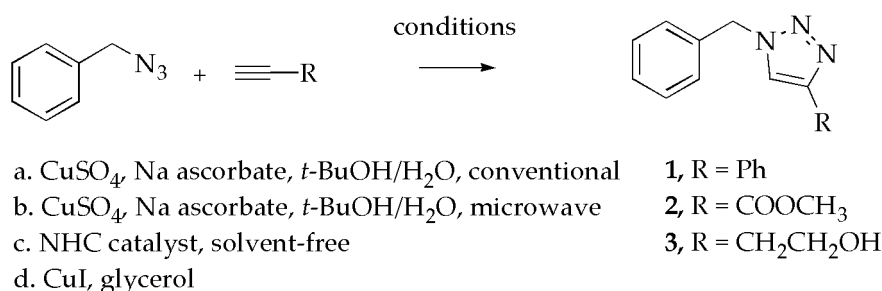 conditions
N₃ + R
N N N R
a. CuSO₄, Na ascorbate, t-BuOH/H₂O, conventional 1, R = Ph
b. CuSO₄, Na ascorbate, t-BuOH/H₂O, microwave 2, R = COOCH₃
c. NHC catalyst, solvent-free 3, R = CH₂CH₂OH
d. CuI, glycerol